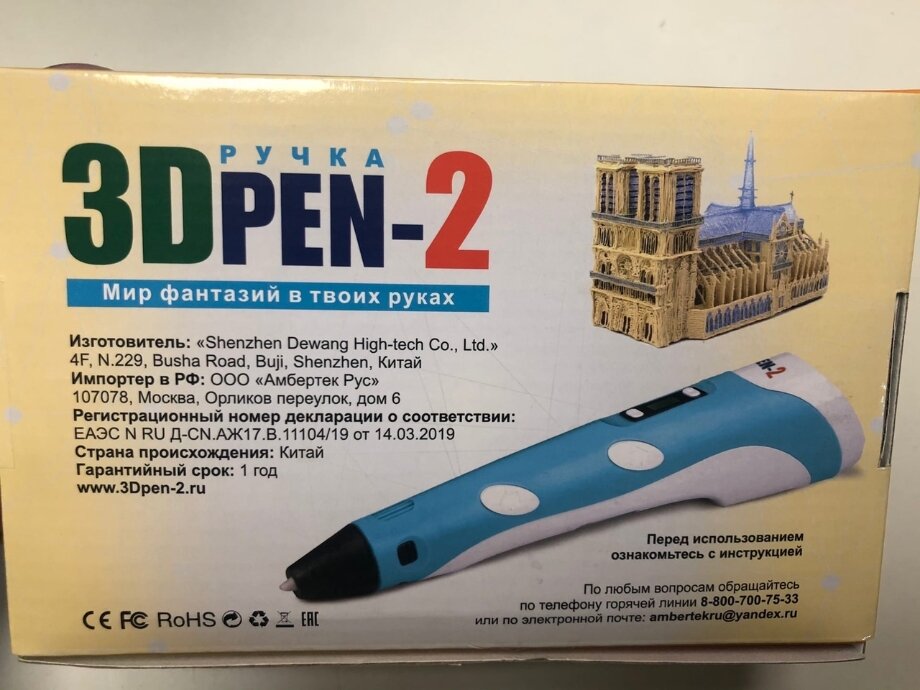 РУЧКА
3DPEN-2
Мир фантазий в твоих руках
Изготовитель: «Shenzhen Dewang High-tech Co., Ltd.»
4F, N.229, Busha Road, Buji, Shenzhen, Китай
Импортер в РФ: ООО «Амбертек Рус»
107078, Москва, Орликов переулок, дом 6
Регистрационный номер декларации о соответствии:
ЕАЭС N RU Д-CN.АЖ17.В.11104/19 от 14.03.2019
Страна происхождения: Китай
Гарантийный срок: 1 год
www.3Dpen-2.ru
PEN-2
Перед использованием
ознакомьтесь с инструкцией
По любым вопросам обращайтесь
по телефону горячей линии 8-800-700-75-33
или по электронной почте: ambertekru@yandex.ru
CE FC RoHS EAC